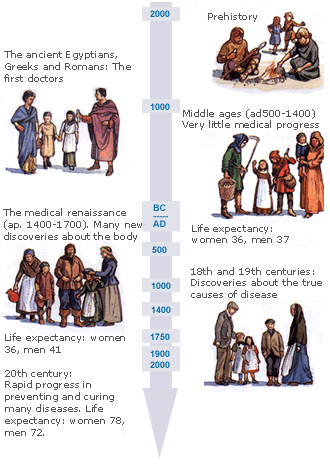 2000
Prehistory
The ancient Egyptians,
Greeks and Romans: The
first doctors
1000
Middle ages (ad500-1400)
Very little medical progress
BC
-----
AD
The medical renaissance
(ap. 1400-1700). Many new
discoveries about the body
Life expectancy:
women 36, men 37
500
18th and 19th centuries:
Discoveries about the true
causes of disease
1000
1400
Life expectancy: women
36, men 41
1750
1900
2000
20th century:
Rapid progress in
preventing and curing
many diseases. Life
expectancy: women 78,
men 72.